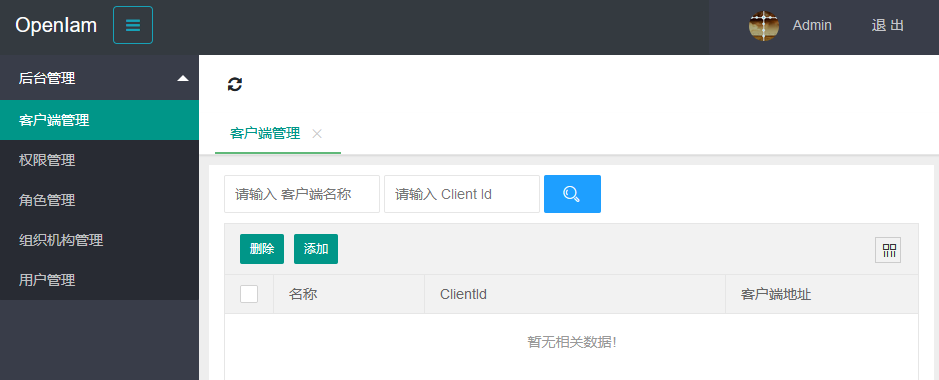 OpenIam
Admin 退 出
后台管理
客户端管理
权限管理
角色管理
组织机构管理
用户管理
客户端管理
请输入 客户端名称 请输入 Client Id
删除 添加
名称 ClientId 客户端地址
暂无相关数据!